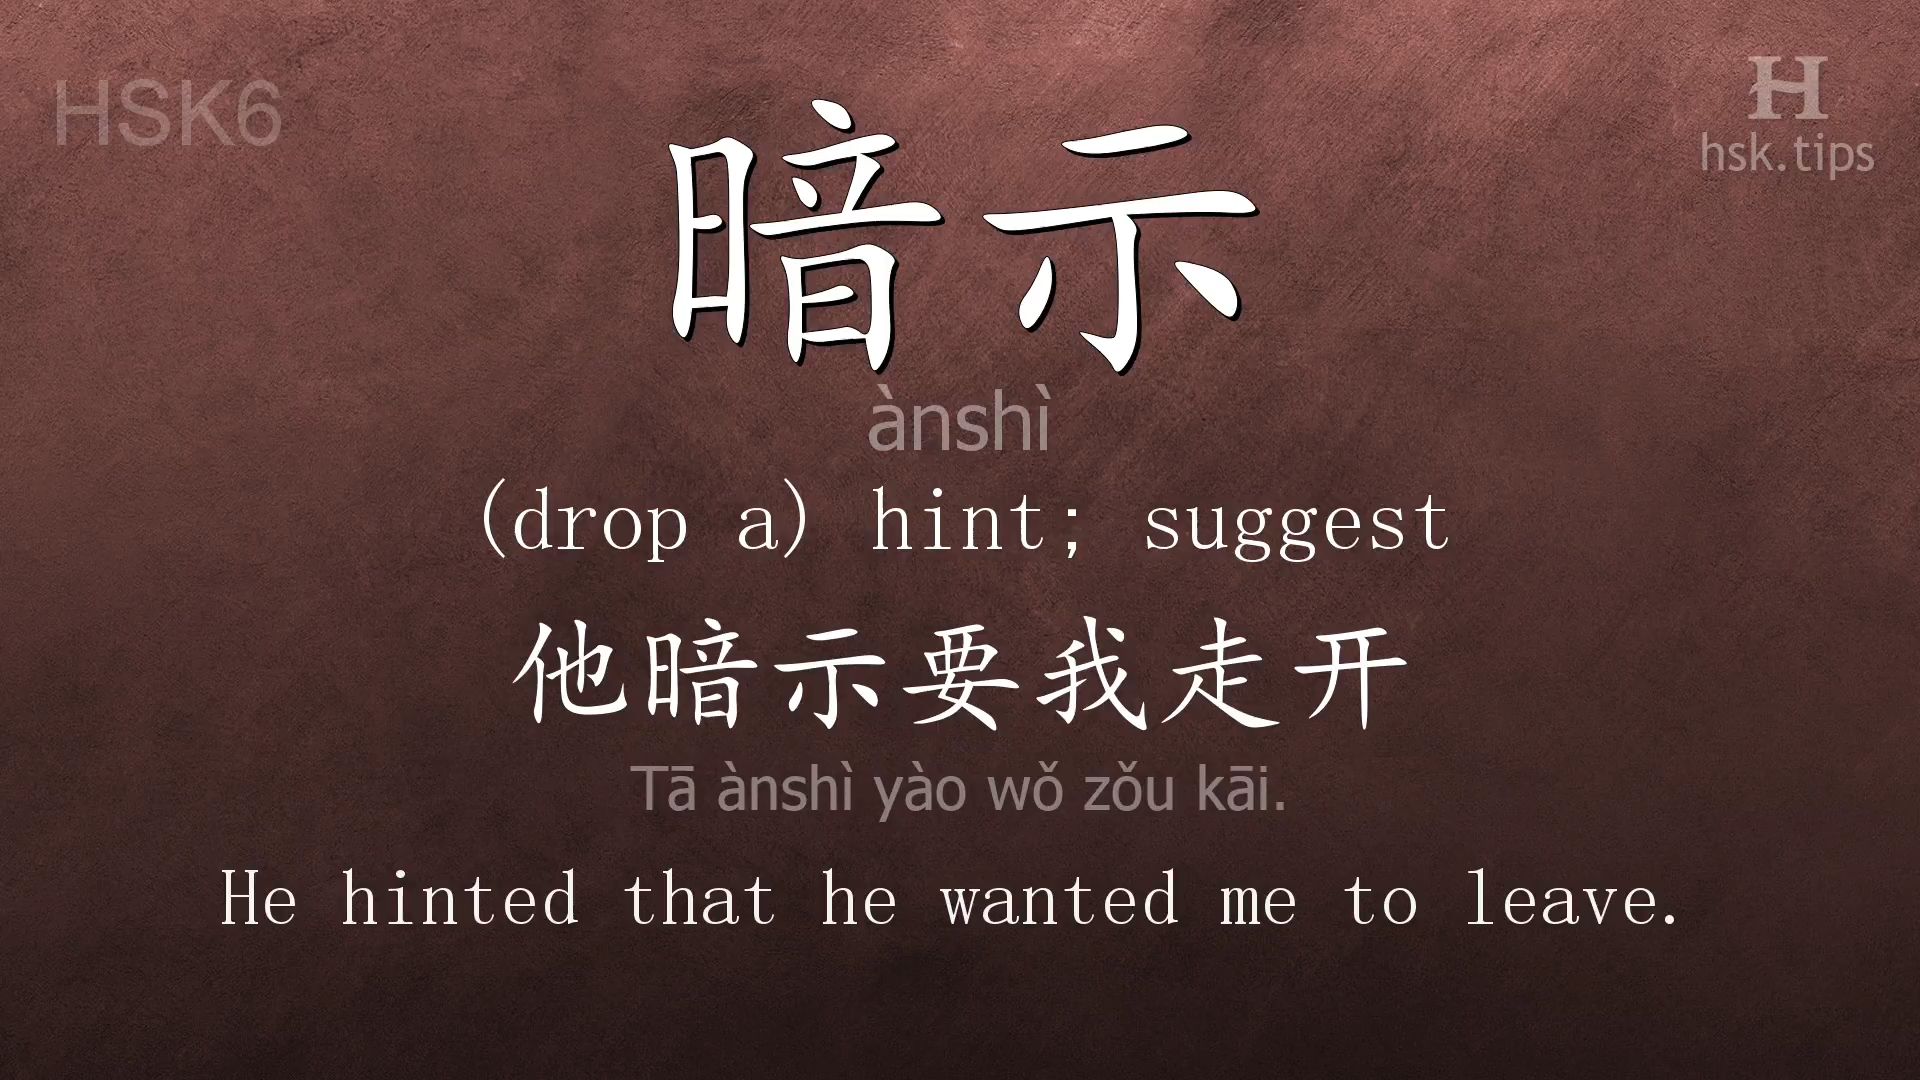 HSK6
H
hsk.tips
暗示
ànshì
(drop a) hint; suggest
他暗示要我走开
Tā ànshì yào wǒ zǒu kāi.
He hinted that he wanted me to leave.